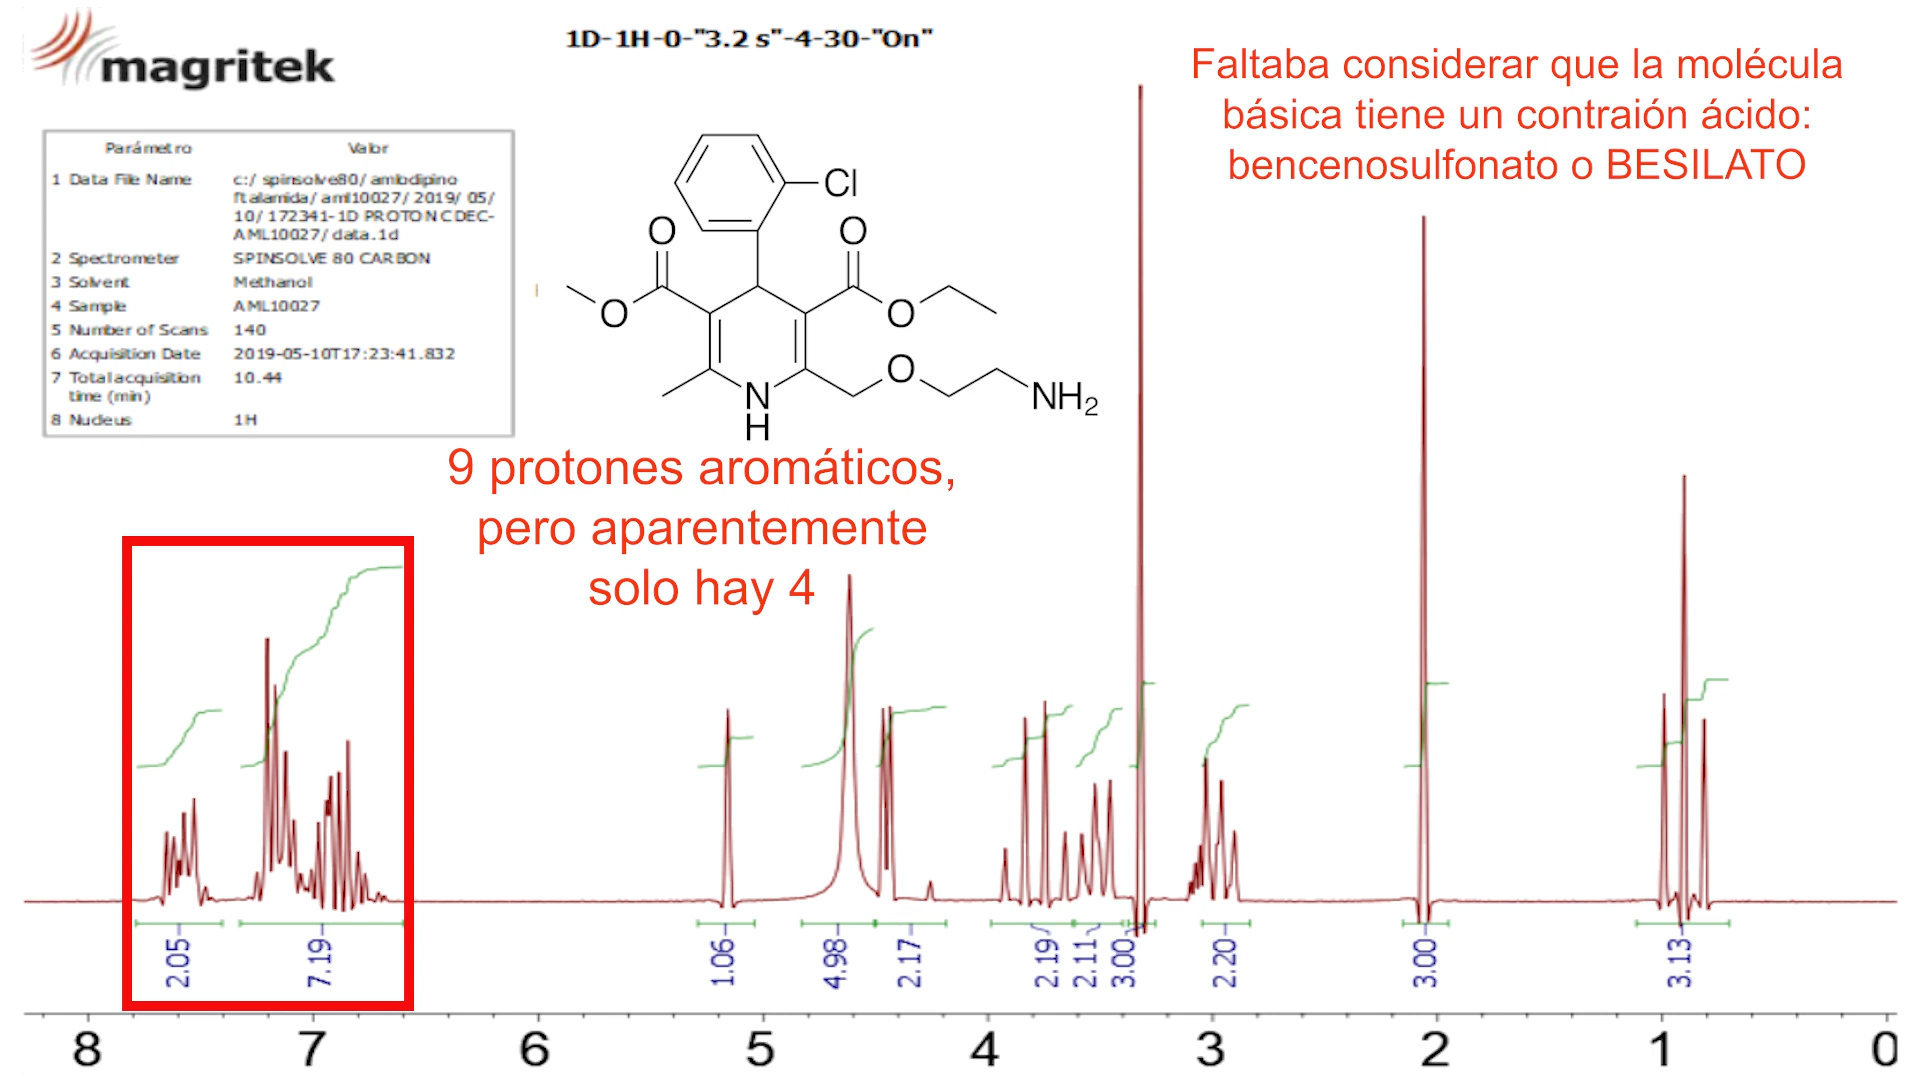 magritek
1D-1H-0-"3.2 s"-4-30-"On"
Faltaba considerar que la molécula
básica tiene un contraión ácido:
bencenosulfonato o BESILATO
Parámetro Valor
1 Data File Name c:/ spinsolve80/ amlodipino
ftalamida/ aml10027/ 2019/ 05/
10/ 172341-1D PROTON CDEC-
AML10027/ data.1d
2 Spectrometer SPINSOLVE 80 CARBON
3 Solvent Methanol
4 Sample AML10027
5 Number of Scans 140
6 Acquisition Date 2019-05-10T17:23:41.832
7 Total acquisition 10.44
time (min)
8 Nucleus 1H
Cl
O O
O O
O
N
H
NH2
9 protones aromáticos,
pero aparentemente
solo hay 4
2.05 7.19 1.06 4.98 2.17 2.19 2.11 3.00 2.20 3.00 3.13
8 7 6 5 4 3 2 1 0